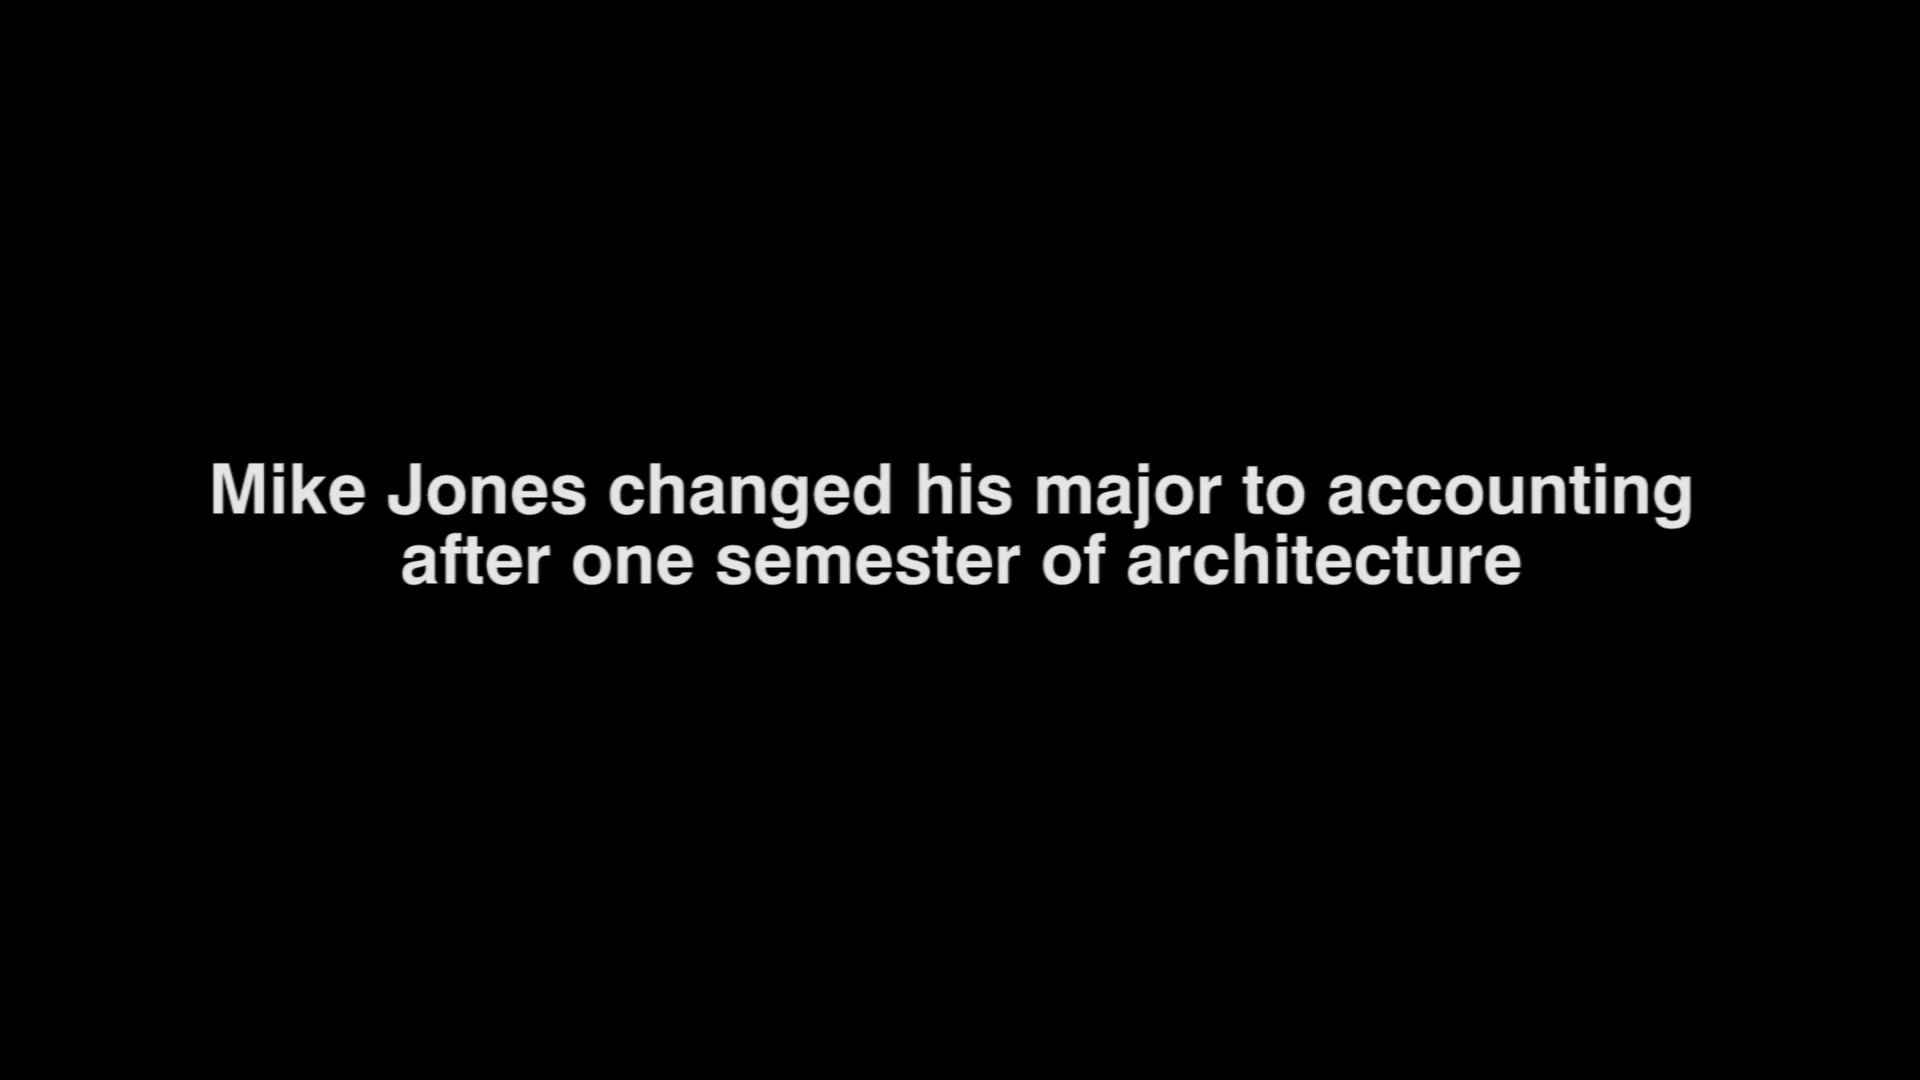 Mike Jones changed his major to accounting
after one semester of architecture